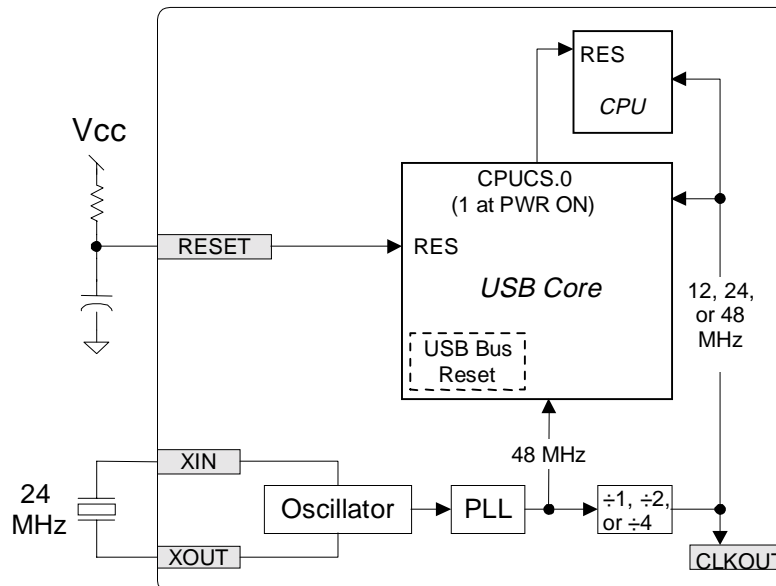 RES
CPU
Vcc
CPUCS.0
(1 at PWR ON)
RESET
RES
USB Core
12, 24,
or 48
MHz
USB Bus
Reset
XIN
48 MHz
24
MHz
Oscillator
PLL
÷1, ÷2,
or ÷4
XOUT
CLKOUT